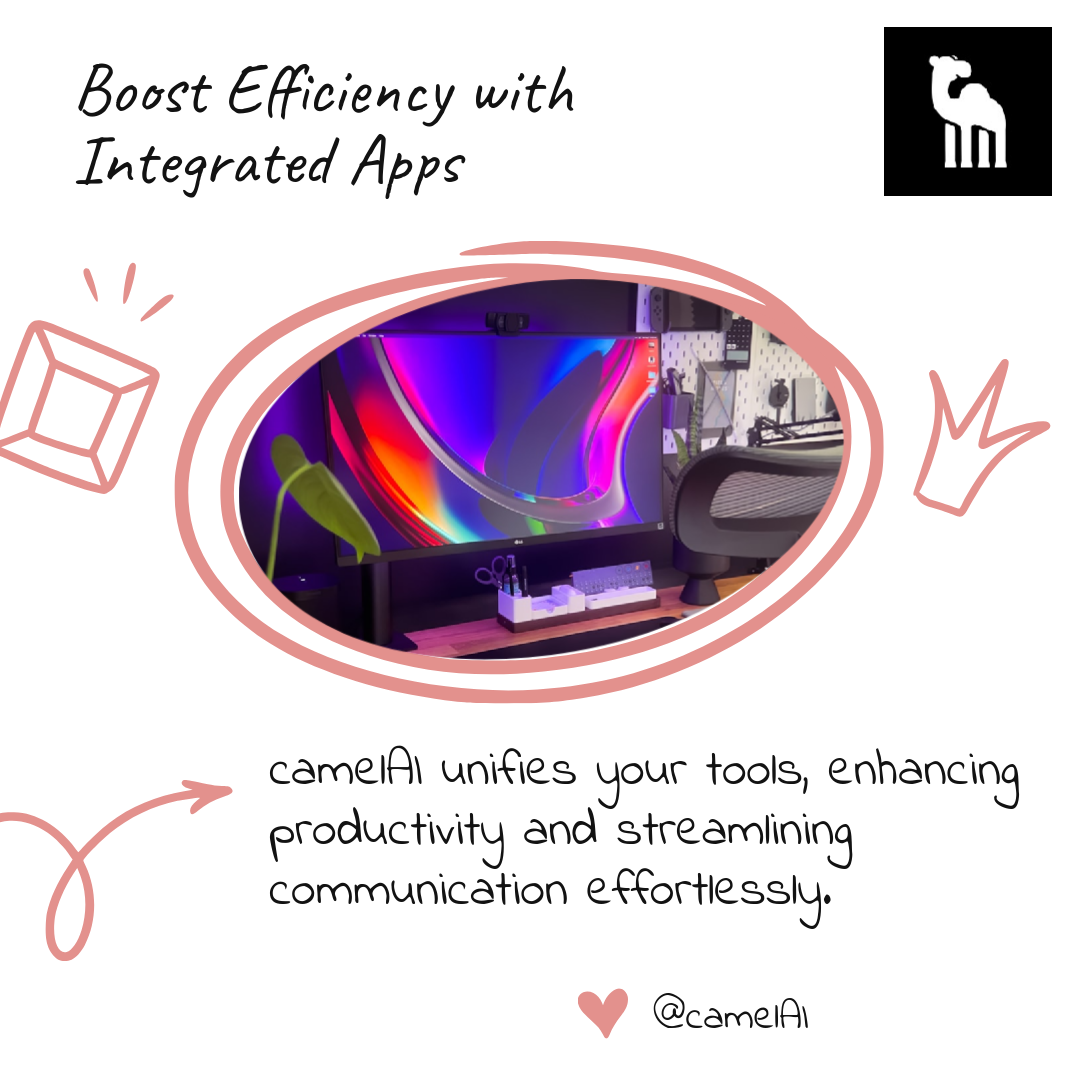 Boost Efficiency with
Integrated Apps
camelAI unifies your tools, enhancing
productivity and streamlining
communication effortlessly.
@camelAI